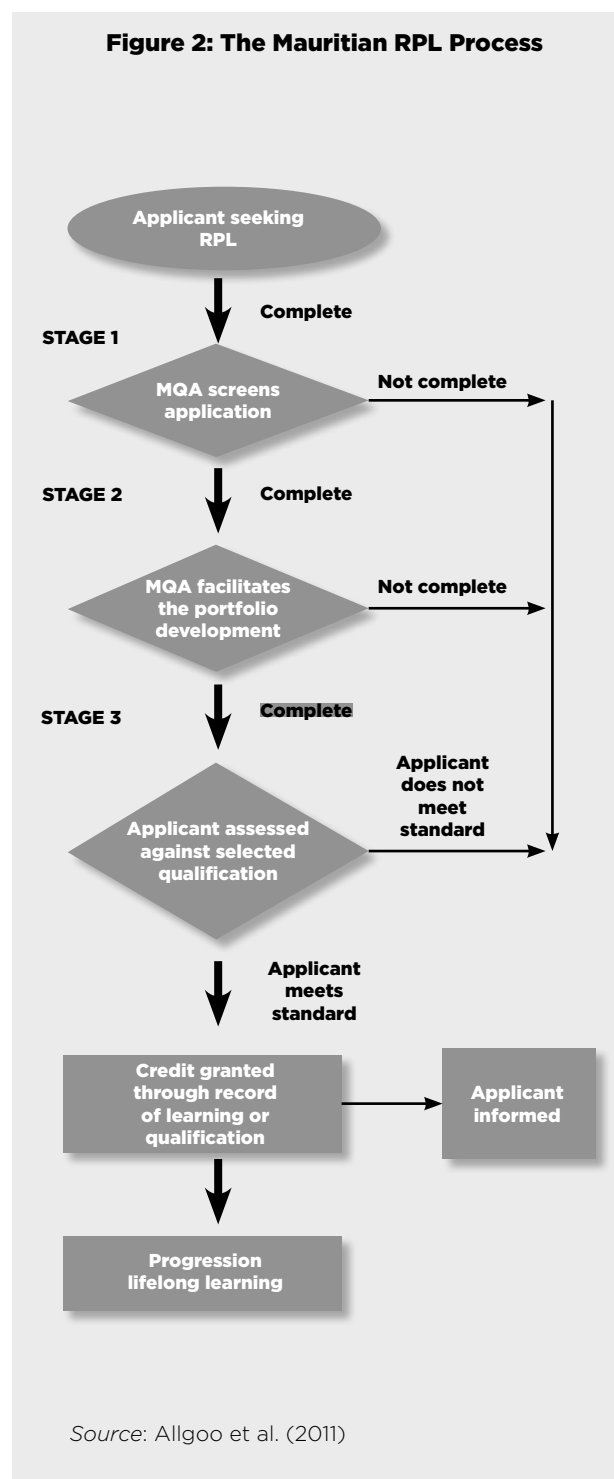 Figure 2: The Mauritian RPL Process
Applicant seeking
RPL
Complete
STAGE 1
MQA screens
application
Not complete
STAGE 2
Complete
MQA facilitates
the portfolio
development
Not complete
STAGE 3
Complete
Applicant
does not
meet
standard
Applicant assessed
against selected
qualification
Applicant
meets
standard
Credit granted
through record
of learning or
qualification
Applicant
informed
Progression
lifelong learning
Source: Allgoo et al. (2011)